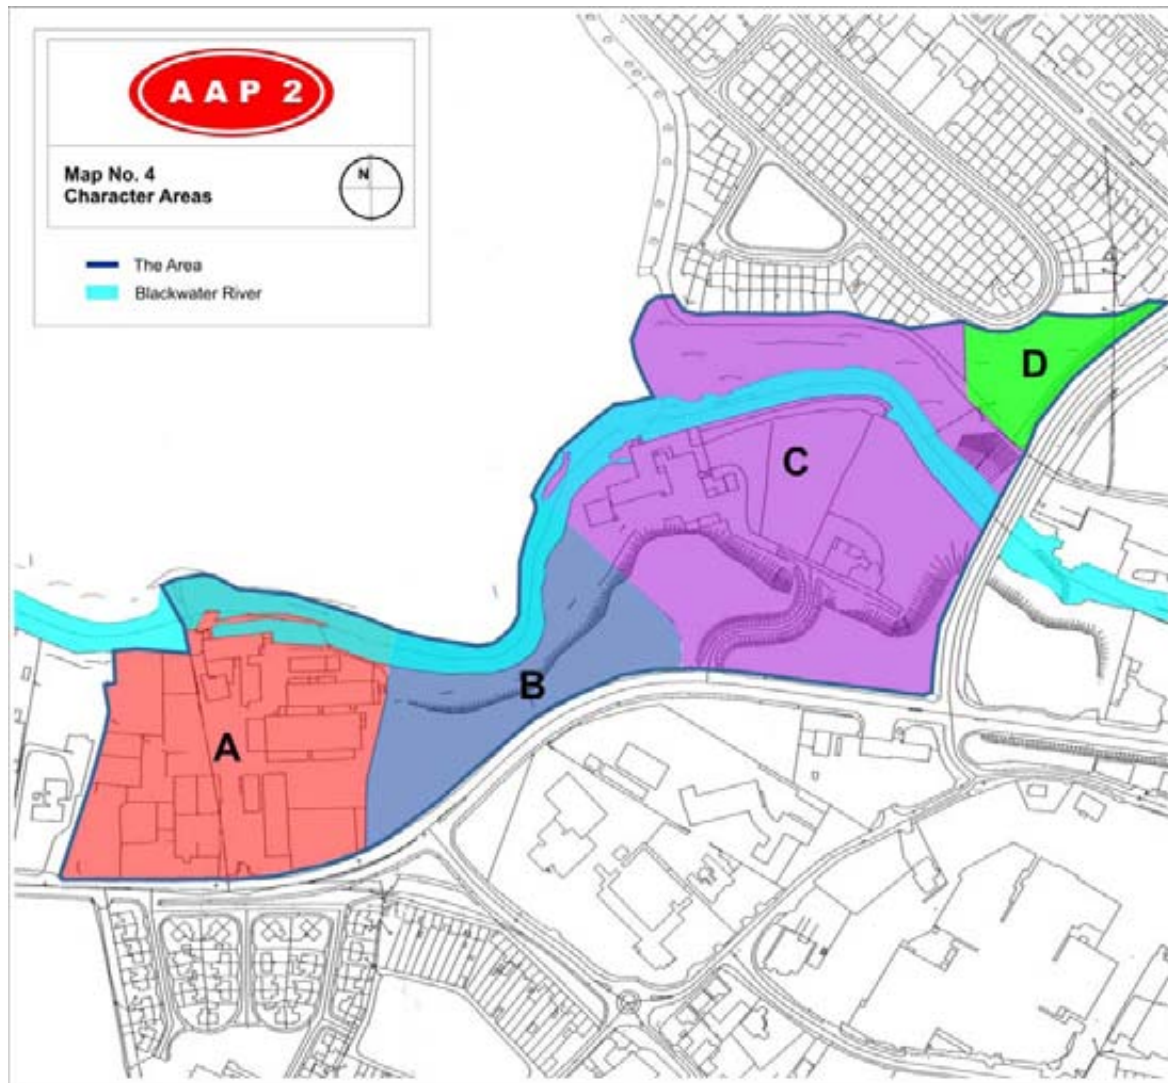 AAP 2
Map No. 4
Character Areas
N
The Area
Blackwater River
D
C
B
A